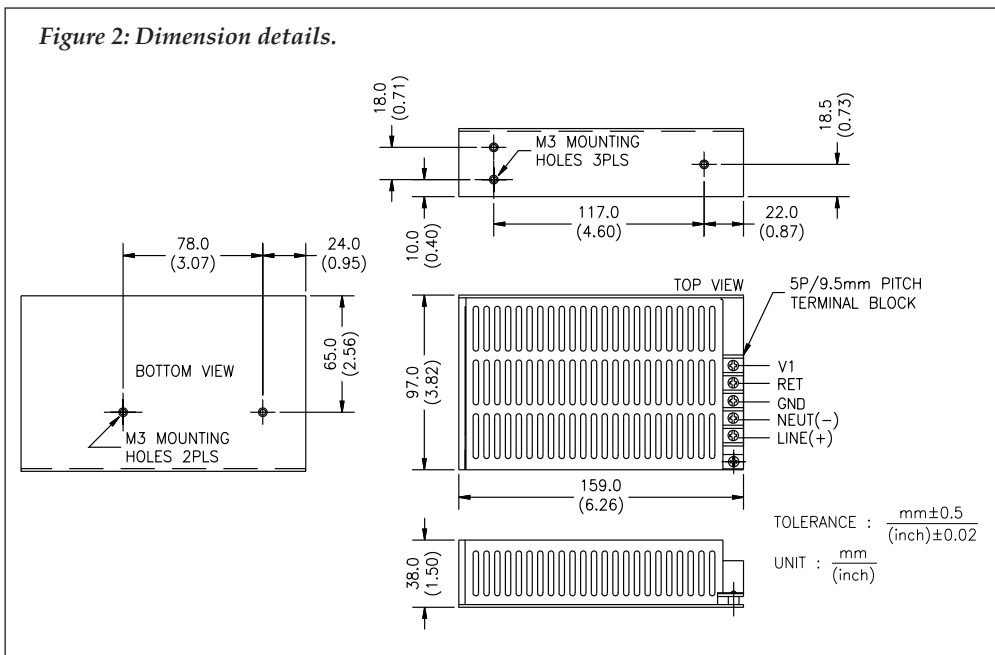 Figure 2: Dimension details.
18.0
(0.71)
M3 MOUNTING
HOLES 3PLS
18.5
(0.73)
10.0
(0.40)
117.0
(4.60)
22.0
(0.87)
78.0
(3.07)
24.0
(0.95)
65.0
(2.56)
BOTTOM VIEW
M3 MOUNTING
HOLES 2PLS
TOP VIEW
5P/9.5mm PITCH
TERMINAL BLOCK
97.0
(3.82)
V1
RET
GND
NEUT(-)
LINE(+)
159.0
(6.26)
TOLERANCE : mm±0.5
(inch)±0.02
UNIT : mm
(inch)
38.0
(1.50)